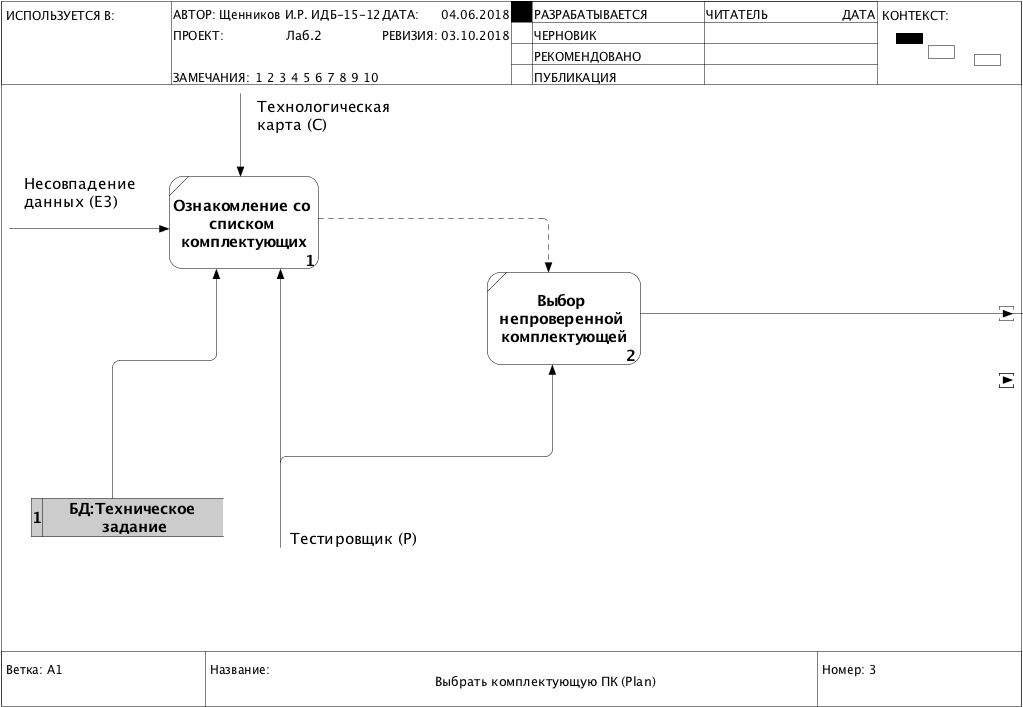 ИСПОЛЬЗУЕТСЯ В:
АВТОР: Щенников И.Р. ИДБ-15-12 ДАТА: 04.06.2018
РАЗРАБАТЫВАЕТСЯ
ЧИТАТЕЛЬ ДАТА
КОНТЕКСТ:
ПРОЕКТ: Лаб.2 РЕВИЗИЯ: 03.10.2018
ЧЕРНОВИК
РЕКОМЕНДОВАНО
ЗАМЕЧАНИЯ: 1 2 3 4 5 6 7 8 9 10
ПУБЛИКАЦИЯ
Технологическая
карта (C)
Несовпадение
данных (E3)
Ознакомление со
списком
комплектующих
1
Выбор
непроверенной
комплектующей
2
1
БД:Техническое
задание
Тестировщик (P)
Ветка: A1
Название:
Выбрать комплектующую ПК (Plan)
Номер: 3